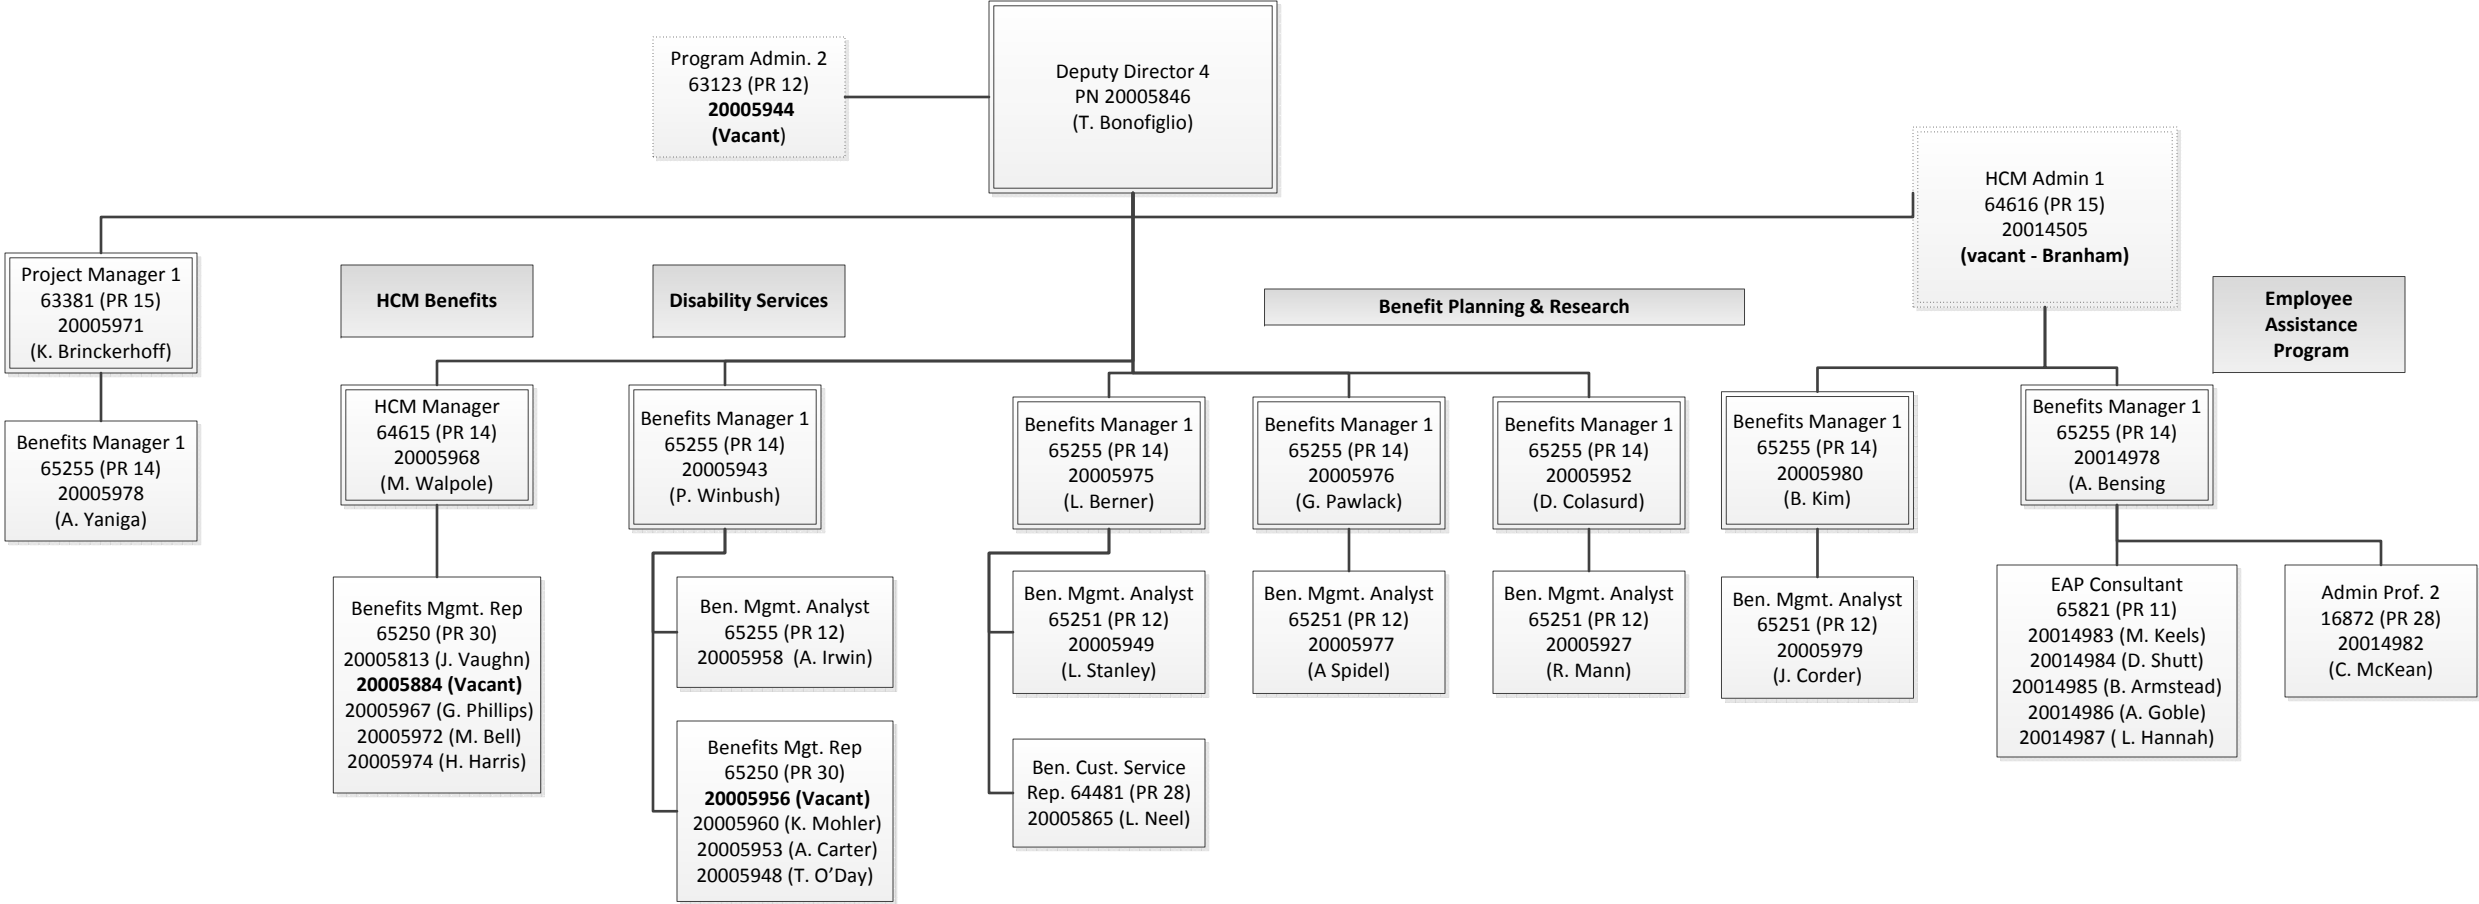 Program Admin. 2
63123 (PR 12)
20005944
(Vacant)
Deputy Director 4
PN 20005846
(T. Bonofiglio)
HCM Admin 1
64616 (PR 15)
20014505
(vacant - Branham)
Project Manager 1
63381 (PR 15)
20005971
(K. Brinckerhoff)
HCM Benefits
Disability Services
Benefit Planning & Research
Employee
Assistance
Program
Benefits Manager 1
65255 (PR 14)
20005978
(A. Yaniga)
HCM Manager
64615 (PR 14)
20005968
(M. Walpole)
Benefits Manager 1
65255 (PR 14)
20005943
(P. Winbush)
Benefits Manager 1
65255 (PR 14)
20005975
(L. Berner)
Benefits Manager 1
65255 (PR 14)
20005976
(G. Pawlack)
Benefits Manager 1
65255 (PR 14)
20005952
(D. Colasurd)
Benefits Manager 1
65255 (PR 14)
20005980
(B. Kim)
Benefits Manager 1
65255 (PR 14)
20014978
(A. Bensing
Benefits Mgmt. Rep
65250 (PR 30)
20005813 (J. Vaughn)
20005884 (Vacant)
20005967 (G. Phillips)
20005972 (M. Bell)
20005974 (H. Harris)
Ben. Mgmt. Analyst
65255 (PR 12)
20005958 (A. Irwin)
Benefits Mgt. Rep
65250 (PR 30)
20005956 (Vacant)
20005960 (K. Mohler)
20005953 (A. Carter)
20005948 (T. O’Day)
Ben. Mgmt. Analyst
65251 (PR 12)
20005949
(L. Stanley)
Ben. Cust. Service
Rep. 64481 (PR 28)
20005865 (L. Neel)
Ben. Mgmt. Analyst
65251 (PR 12)
20005977
(A Spidel)
Ben. Mgmt. Analyst
65251 (PR 12)
20005927
(R. Mann)
Ben. Mgmt. Analyst
65251 (PR 12)
20005979
(J. Corder)
EAP Consultant
65821 (PR 11)
20014983 (M. Keels)
20014984 (D. Shutt)
20014985 (B. Armstead)
20014986 (A. Goble)
20014987 ( L. Hannah)
Admin Prof. 2
16872 (PR 28)
20014982
(C. McKean)